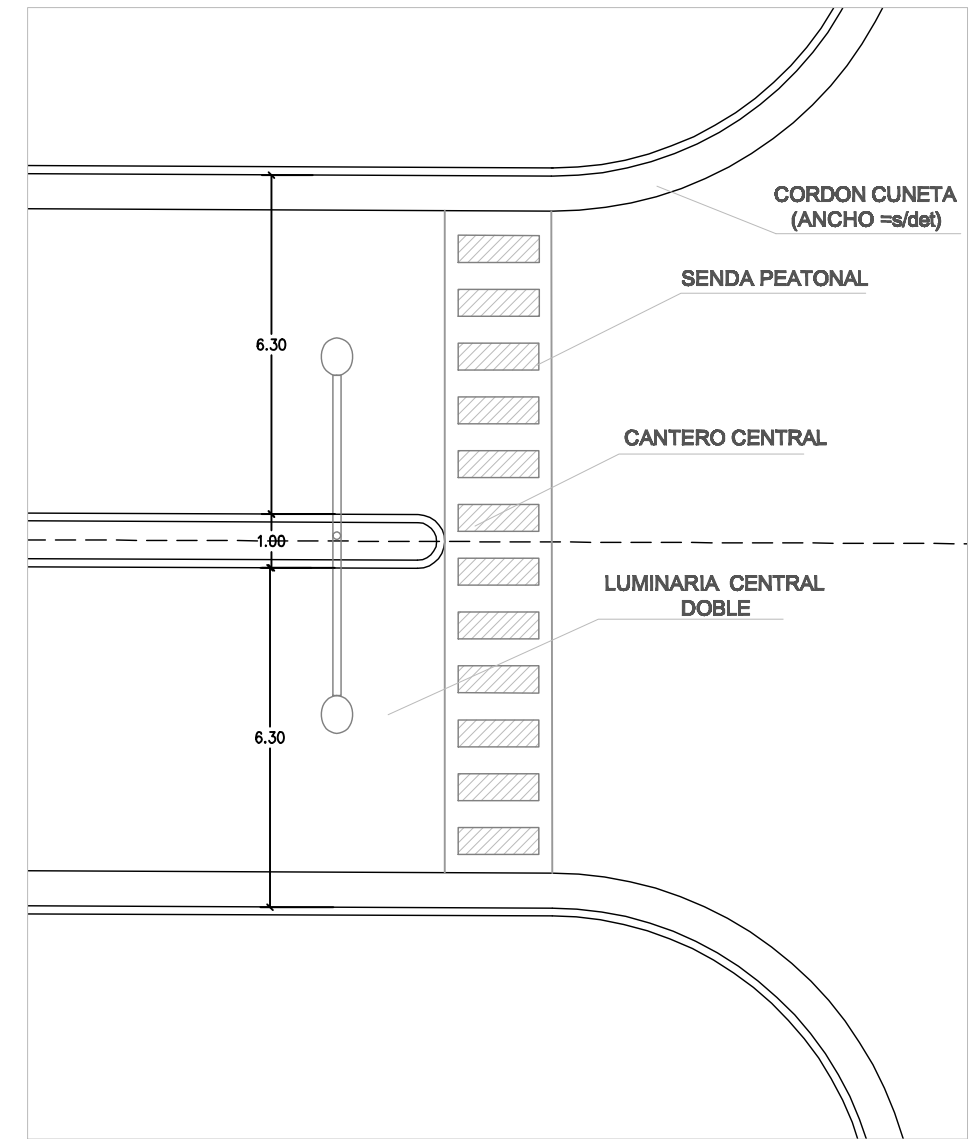 CORDON CUNETA
(ANCHO =s/det)
SENDA PEATONAL
6.30
CANTERO CENTRAL
1.00
LUMINARIA CENTRAL
DOBLE
6.30